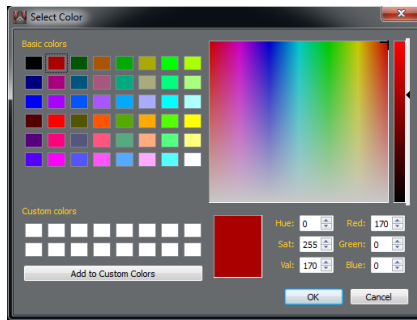 Select Color
Basic colors
Custom colors
Add to Custom Colors
Hue: 0 Red: 170
Sat: 255 Green: 0
Val: 170 Blue: 0
OK Cancel